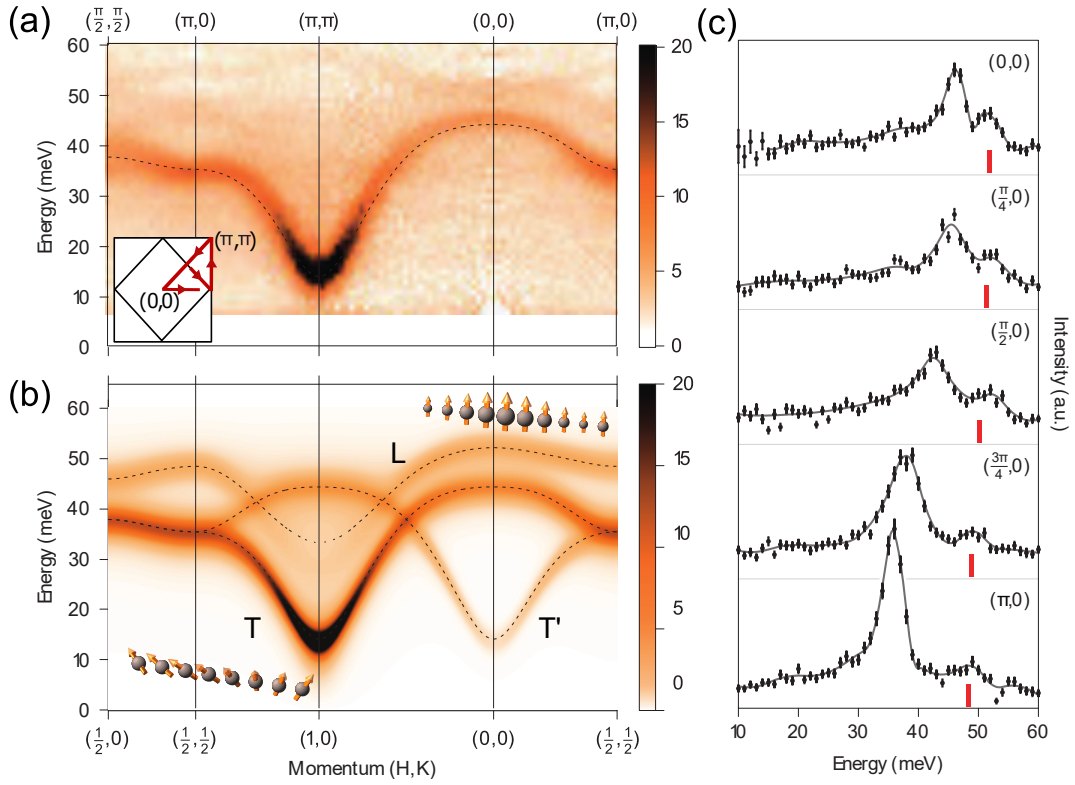 (a)
(π/2,π/2) (π,0) (π,π) (0,0) (π,0)
60
50
40
30
20
10
0
Energy (meV)
(π,π)
(0,0)
20
15
10
5
0
(b)
60
50
40
30
20
10
0
Energy (meV)
L
T
T'
20
15
10
5
0
(1/2,0) (1/2,1/2) (1,0) (0,0) (1/2,1/2)
Momentum (H,K)
(c)
(0,0)
(π/4,0)
(π/2,0)
(3π/4,0)
(π,0)
Intensity (a.u.)
10 20 30 40 50 60
Energy (meV)